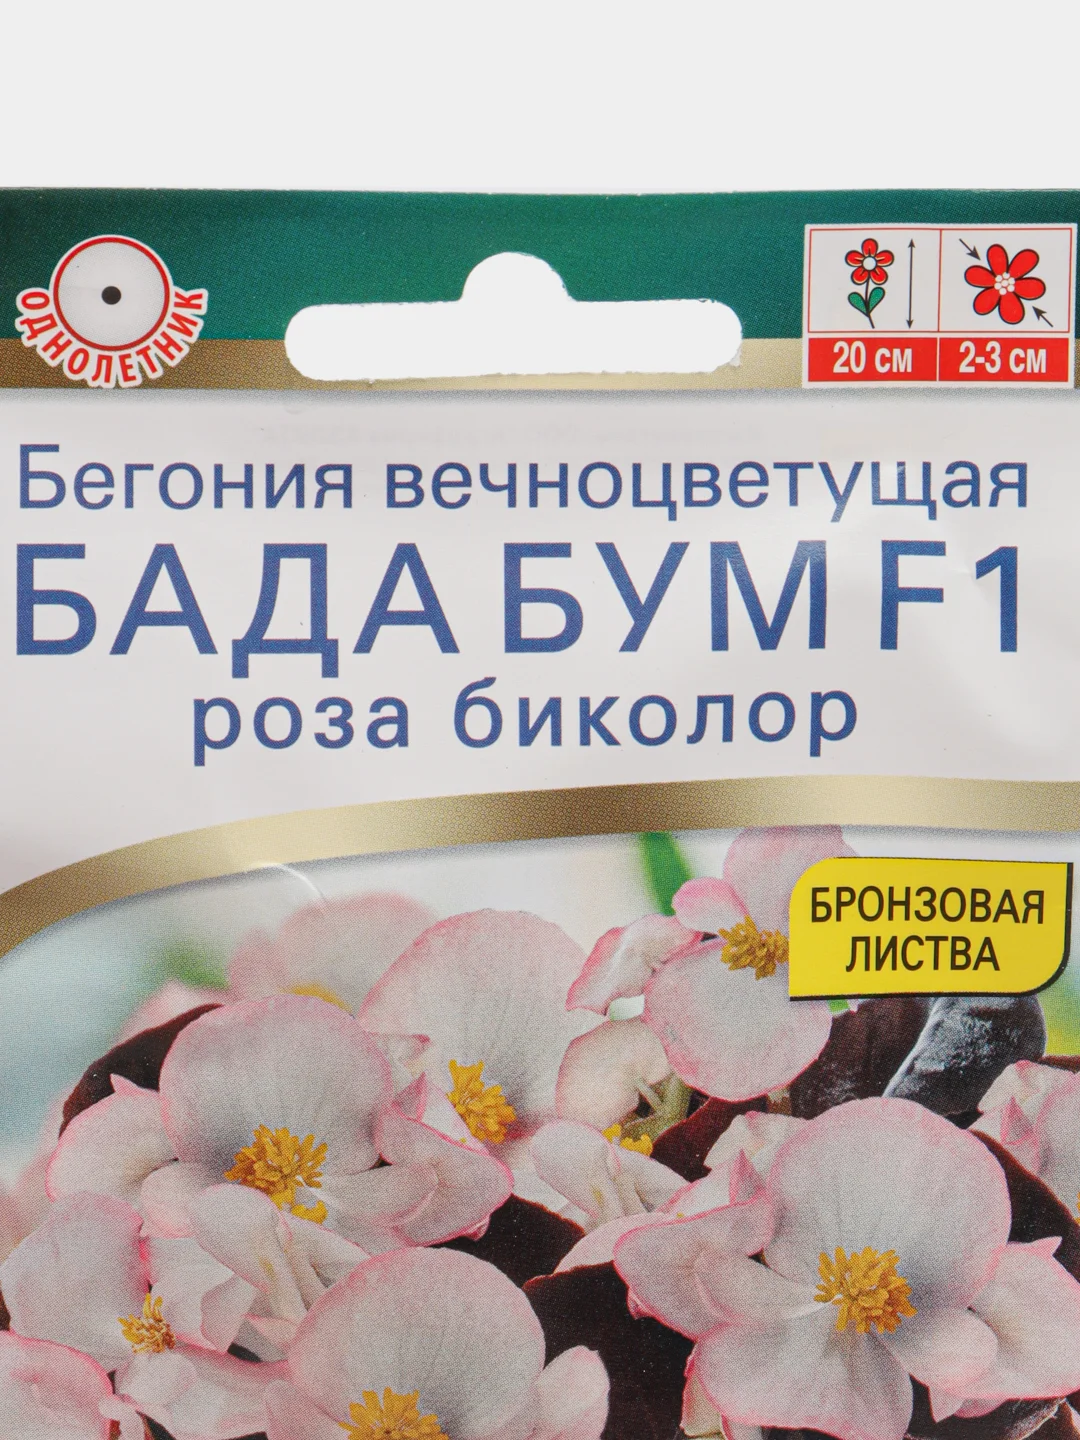 ОДНОЛЕТНИК
20 СМ
2-3 СМ
Бегония вечноцветущая
БАДА БУМ F1
роза биколор
БРОНЗОВАЯ
ЛИСТВА